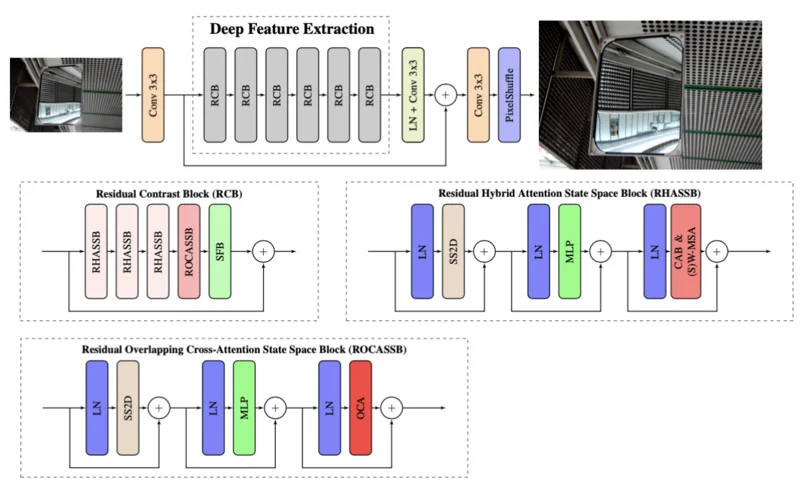 Deep Feature Extraction
Conv 3x3
RCB
RCB
RCB
RCB
RCB
RCB
LN + Conv 3x3
+
Conv 3x3
PixelShuffle
Residual Contrast Block (RCB)
RHASSB
RHASSB
RHASSB
ROCASSB
SFB
+
Residual Hybrid Attention State Space Block (RHASSB)
LN
SS2D
+
LN
MLP
+
LN
CAB &
(S)W-MSA
+
Residual Overlapping Cross-Attention State Space Block (ROCASSB)
LN
SS2D
+
LN
MLP
+
LN
OCA
+